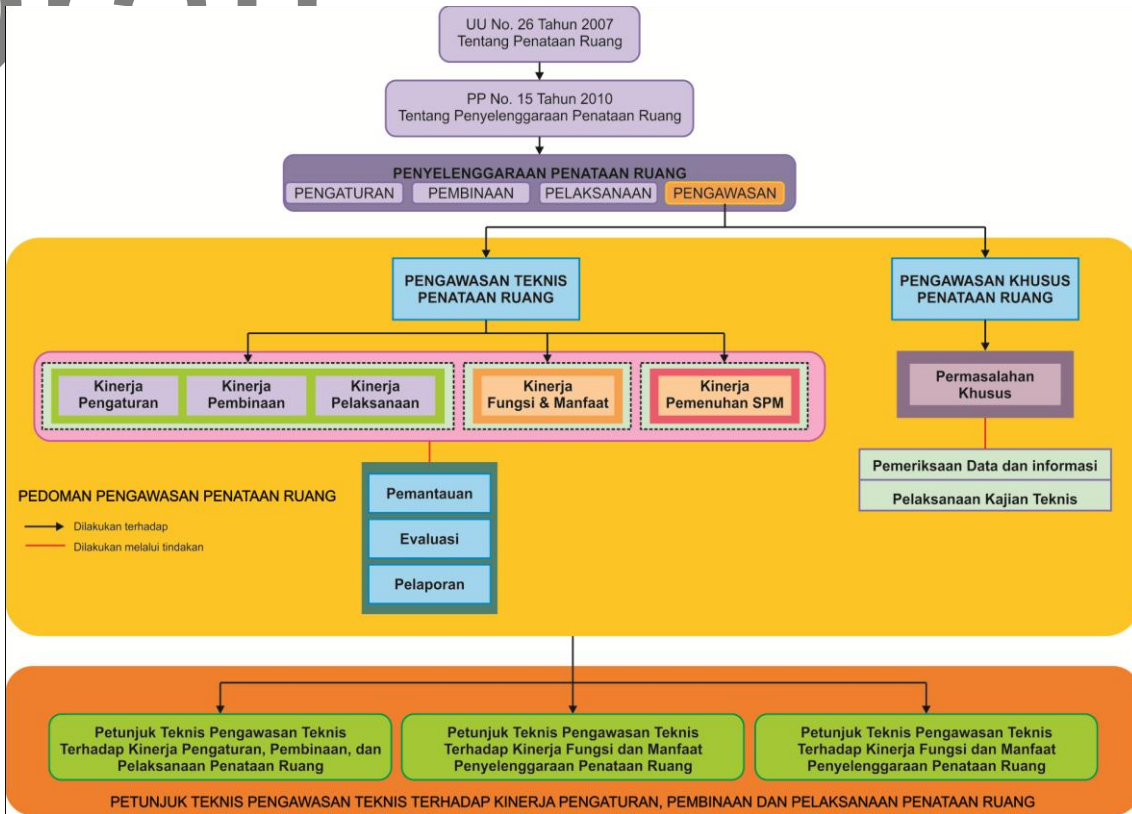 UU No. 26 Tahun 2007
Tentang Penataan Ruang
PP No. 15 Tahun 2010
Tentang Penyelenggaraan Penataan Ruang
PENYELENGGARAAN PENATAAN RUANG
PENGATURAN
PEMBINAAN
PELAKSANAAN
PENGAWASAN
PENGAWASAN TEKNIS
PENATAAN RUANG
PENGAWASAN KHUSUS
PENATAAN RUANG
Kinerja
Pengaturan
Kinerja
Pembinaan
Kinerja
Pelaksanaan
Kinerja
Fungsi & Manfaat
Kinerja
Pemenuhan SPM
Permasalahan
Khusus
Pemeriksaan Data dan informasi
Pelaksanaan Kajian Teknis
Pemantauan
Evaluasi
Pelaporan
PEDOMAN PENGAWASAN PENATAAN RUANG
Dilakukan terhadap
Dilakukan melalui tindakan
Petunjuk Teknis Pengawasan Teknis
Terhadap Kinerja Pengaturan, Pembinaan, dan
Pelaksanaan Penataan Ruang
Petunjuk Teknis Pengawasan Teknis
Terhadap Kinerja Fungsi dan Manfaat
Penyelenggaraan Penataan Ruang
Petunjuk Teknis Pengawasan Teknis
Terhadap Kinerja Fungsi dan Manfaat
Penyelenggaraan Penataan Ruang
PETUNJUK TEKNIS PENGAWASAN TEKNIS TERHADAP KINERJA PENGATURAN, PEMBINAAN DAN PELAKSANAAN PENATAAN RUANG